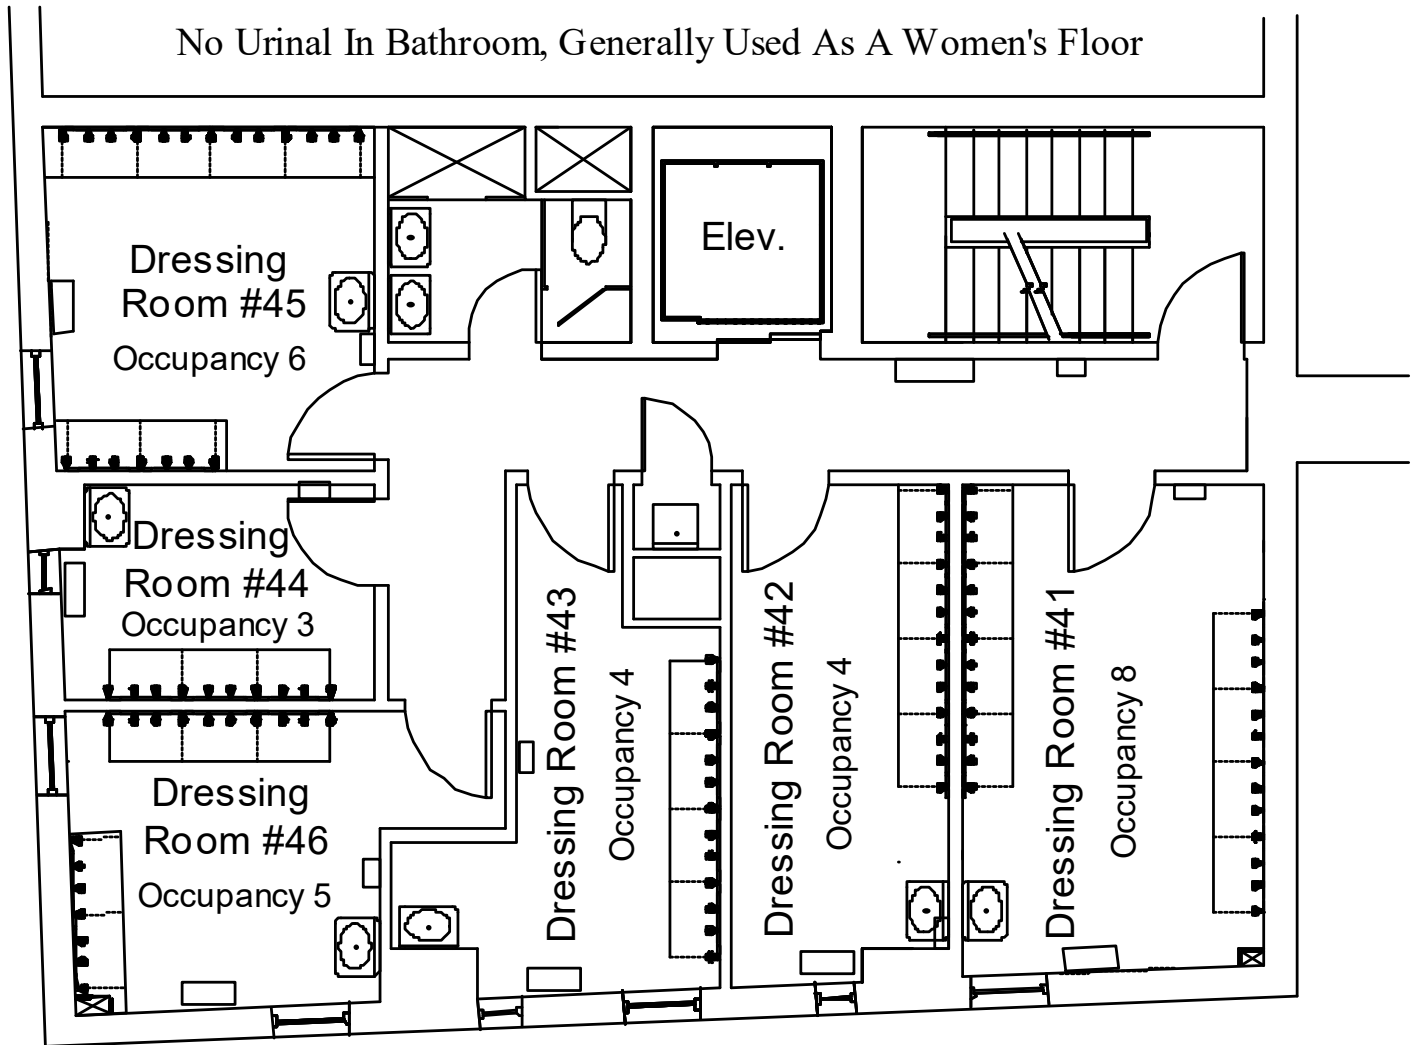 No Urinal In Bathroom, Generally Used As A Women's Floor
Elev.
Dressing
Room #45
Occupancy 6
Dressing
Room #44
Occupancy 3
Dressing
Room #46
Occupancy 5
Dressing Room #43
Occupancy 4
Dressing Room #42
Occupancy 4
Dressing Room #41
Occupancy 8